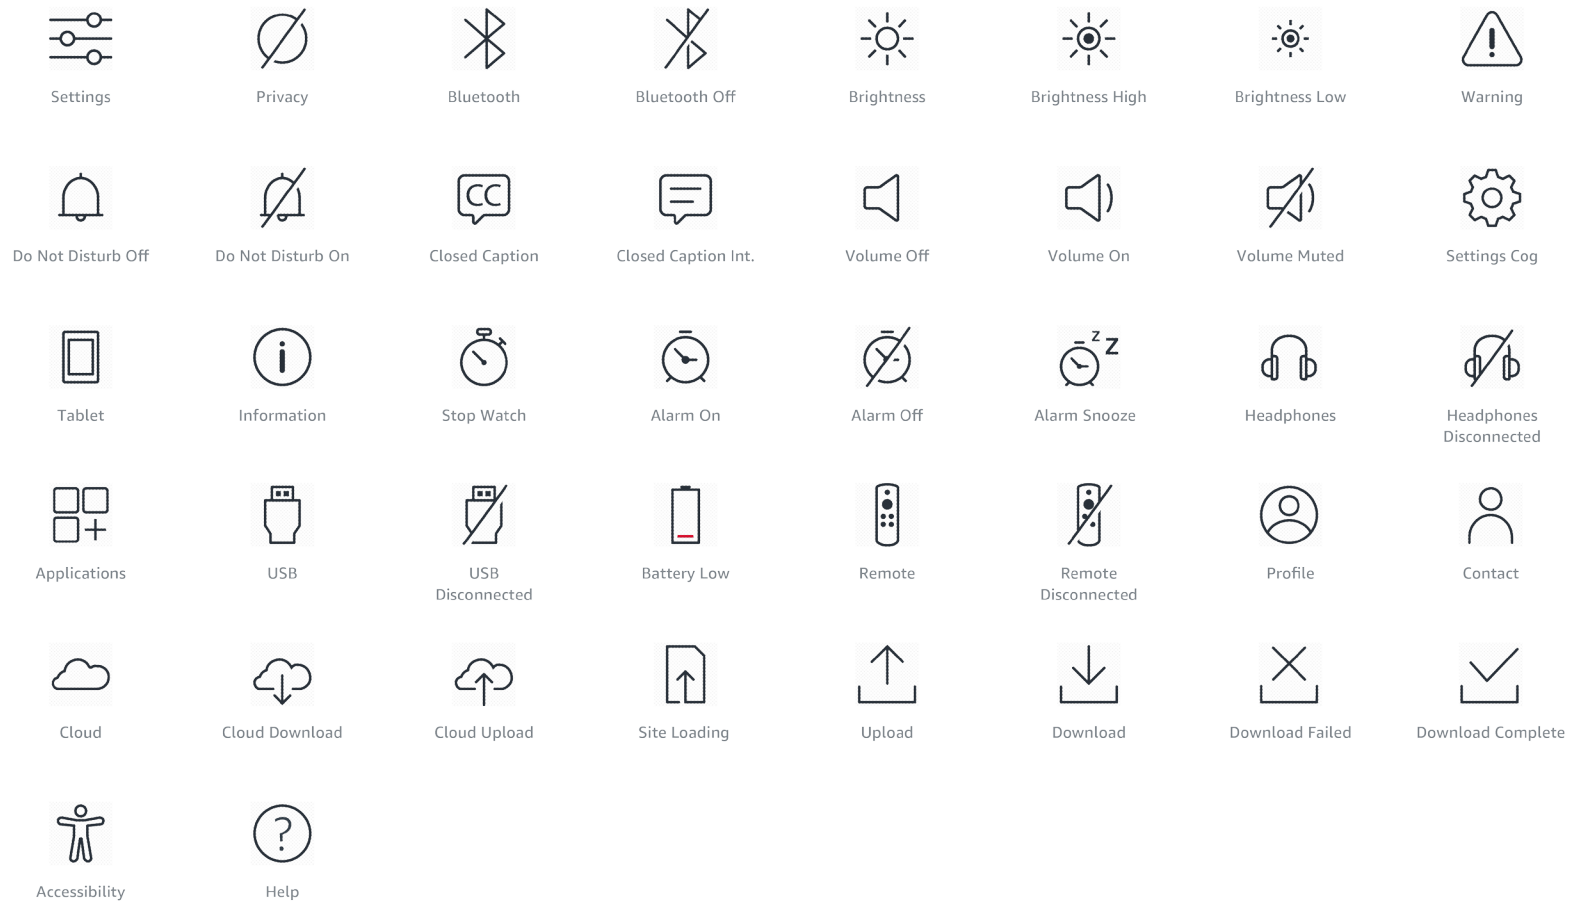 Settings
Privacy
Bluetooth
Bluetooth Off
Brightness
Brightness High
Brightness Low
Warning
CC
Do Not Disturb Off
Do Not Disturb On
Closed Caption
Closed Caption Int.
Volume Off
Volume On
Volume Muted
Settings Cog
z Z
Tablet
Information
Stop Watch
Alarm On
Alarm Off
Alarm Snooze
Headphones
Headphones
Disconnected
Applications
USB
USB
Disconnected
Battery Low
Remote
Remote
Disconnected
Profile
Contact
Cloud
Cloud Download
Cloud Upload
Site Loading
Upload
Download
Download Failed
Download Complete
?
Accessibility
Help